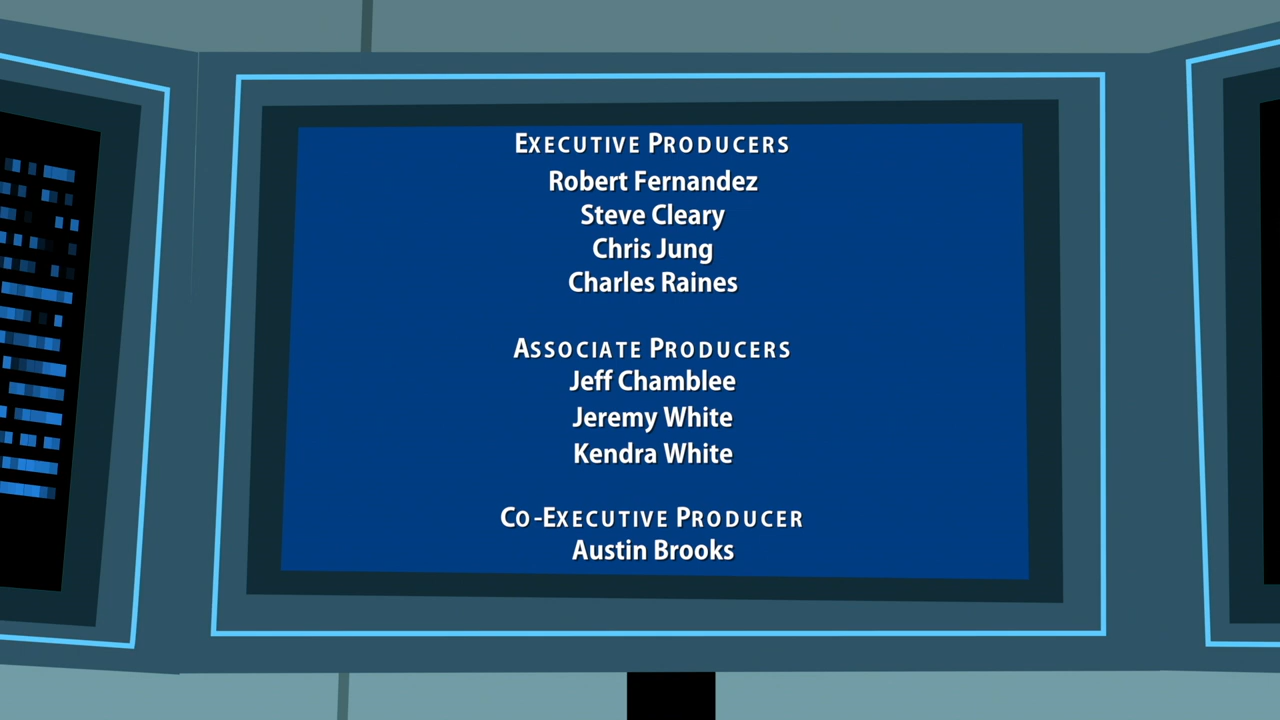 Executive Producers
Robert Fernandez
Steve Cleary
Chris Jung
Charles Raines
Associate Producers
Jeff Chamblee
Jeremy White
Kendra White
Co-Executive Producer
Austin Brooks